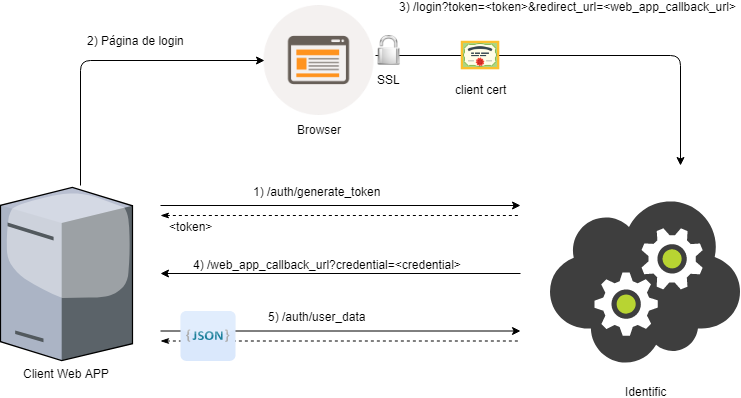 3) /login?token=<token>&redirect_url=<web_app_callback_url>
2) Página de login
SSL
client cert
Browser
1) /auth/generate_token
<token>
4) /web_app_callback_url?credential=<credential>
5) /auth/user_data
{JSON}
Client Web APP
Identific